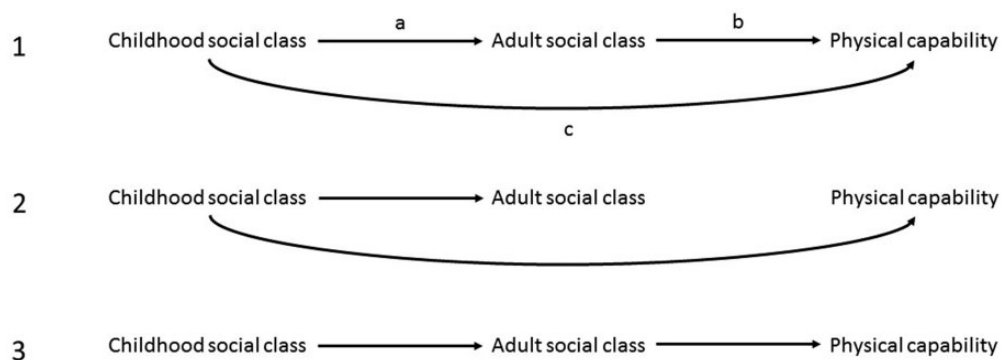 a b
1 Childhood social class Adult social class Physical capability
c
2 Childhood social class Adult social class Physical capability
3 Childhood social class Adult social class Physical capability